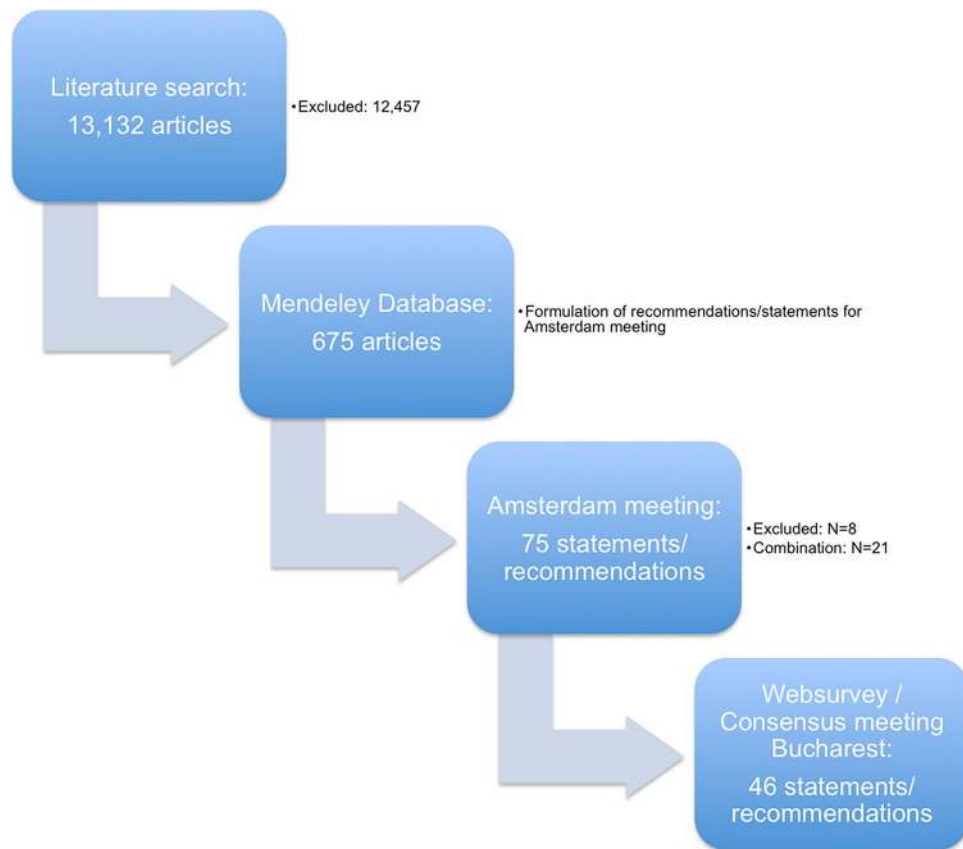 Literature search:
13,132 articles
•Excluded: 12,457
Mendeley Database:
675 articles
•Formulation of recommendations/statements for
Amsterdam meeting
Amsterdam meeting:
75 statements/
recommendations
•Excluded: N=8
•Combination: N=21
Websurvey /
Consensus meeting
Bucharest:
46 statements/
recommendations